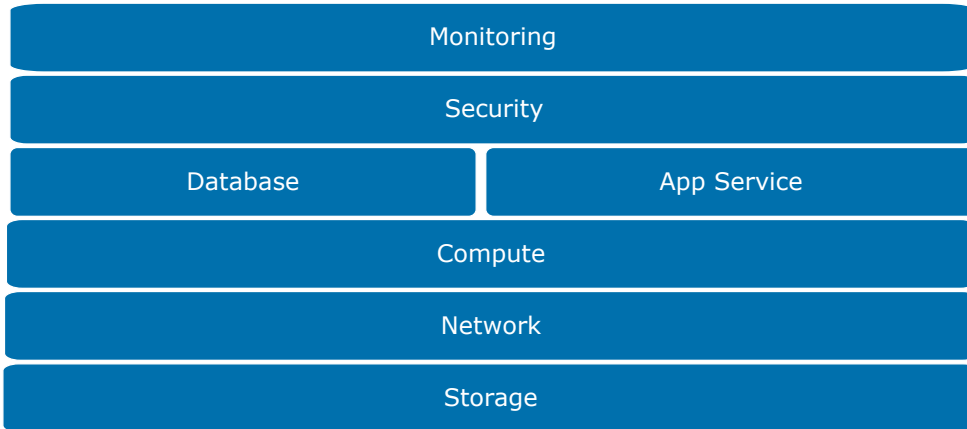 Monitoring
Security
Database
App Service
Compute
Network
Storage